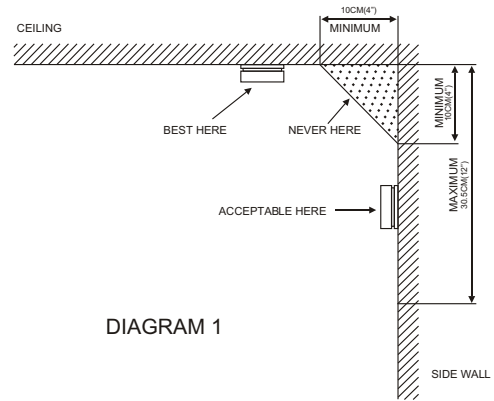 10CM(4")
CEILING
MINIMUM
BEST HERE
NEVER HERE
MINIMUM
10CM(4")
MAXIMUM
30.5CM(12")
ACCEPTABLE HERE
DIAGRAM 1
SIDE WALL